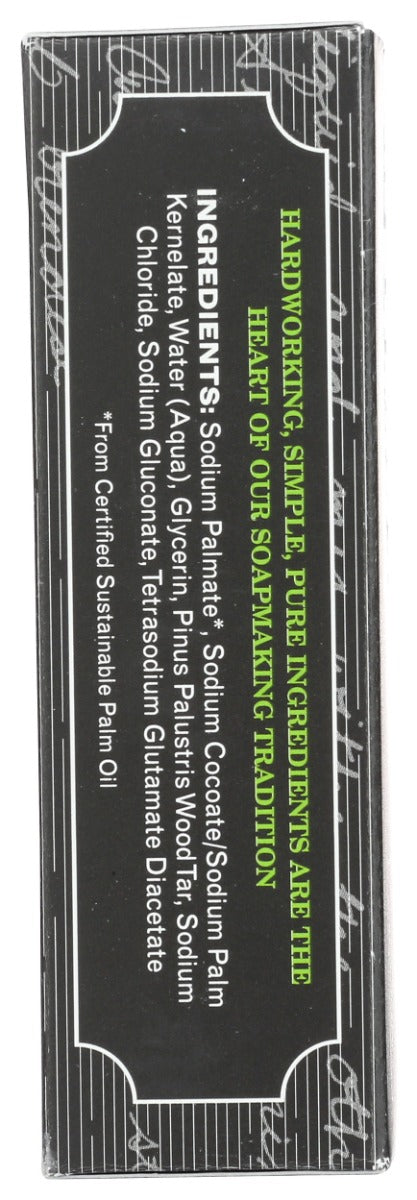 HARDWORKING, SIMPLE, PURE INGREDIENTS ARE THE
HEART OF OUR SOAPMAKING TRADITION
INGREDIENTS: Sodium Palmate*, Sodium Cocoate/Sodium Palm
Kernelate, Water (Aqua), Glycerin, Pinus Palustris Wood Tar, Sodium
Chloride, Sodium Gluconate, Tetrasodium Glutamate Diacetate
*From Certified Sustainable Palm Oil